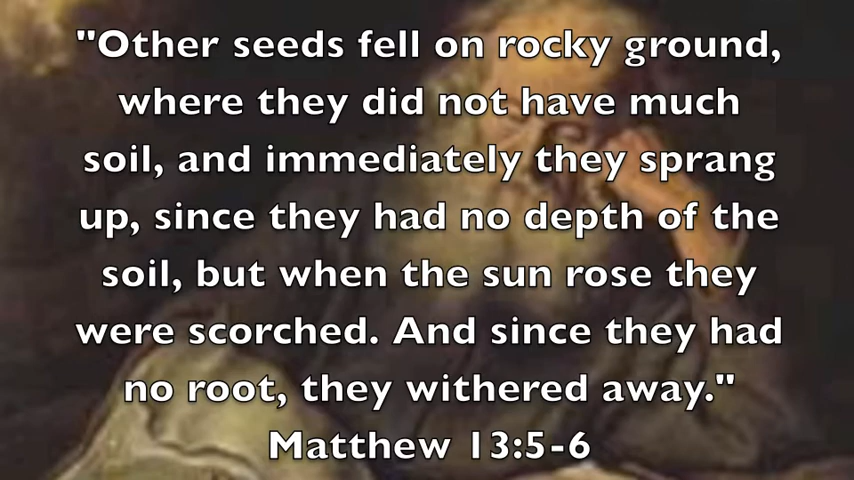 "Other seeds fell on rocky ground,
where they did not have much
soil, and immediately they sprang
up, since they had no depth of the
soil, but when the sun rose they
were scorched. And since they had
no root, they withered away."
Matthew 13:5-6